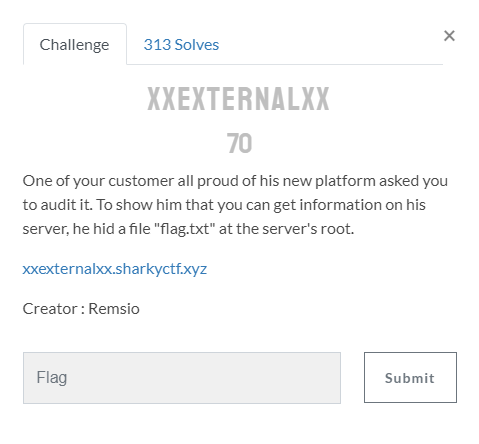 Challenge
313 Solves
×
XXEXTERNALXX
70
One of your customer all proud of his new platform asked you
to audit it. To show him that you can get information on his
server, he hid a file "flag.txt" at the server's root.
xxexternalxx.sharkyctf.xyz
Creator : Remsio
Flag
Submit